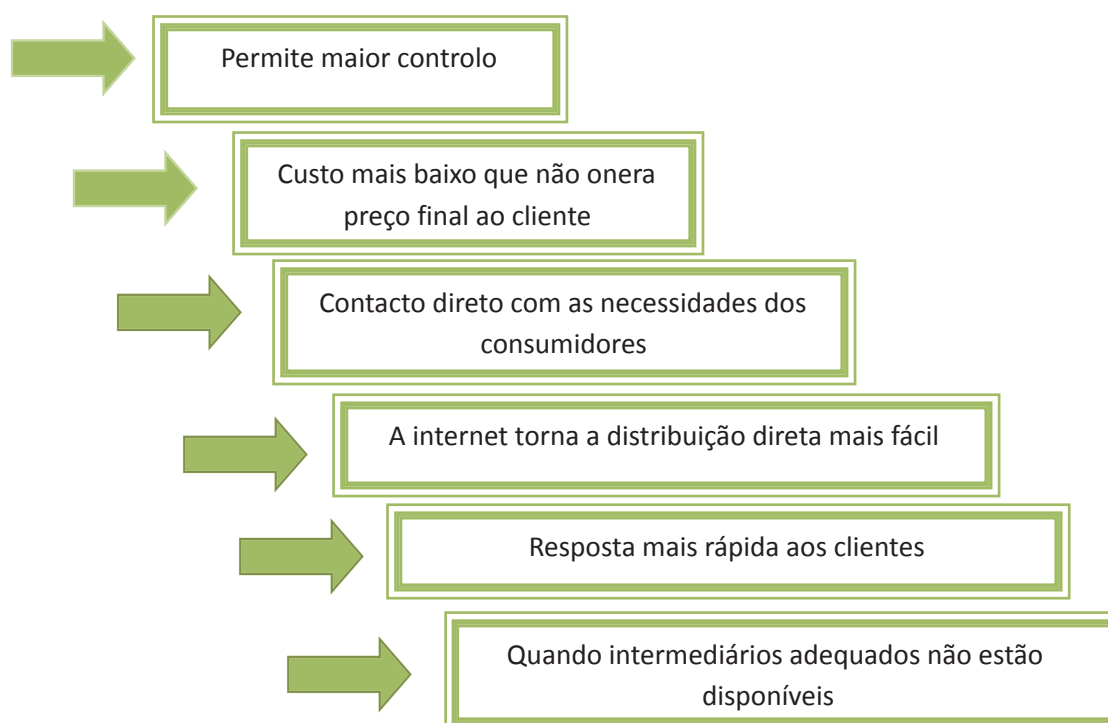 Permite maior controlo
Custo mais baixo que não onera
preço final ao cliente
Contacto direto com as necessidades dos
consumidores
A internet torna a distribuição direta mais fácil
Resposta mais rápida aos clientes
Quando intermediários adequados não estão
disponíveis